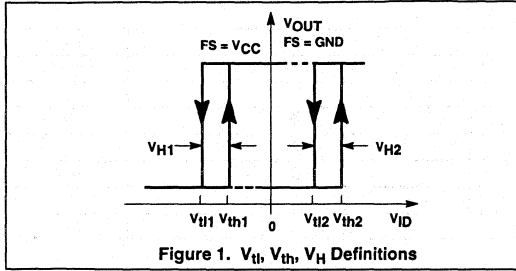 VOUT
FS = VCC
FS = GND
VH1
VH2
Vtl1 Vth1 0 Vtl2 Vth2 VID
Figure 1. Vtl, Vth, VH Definitions